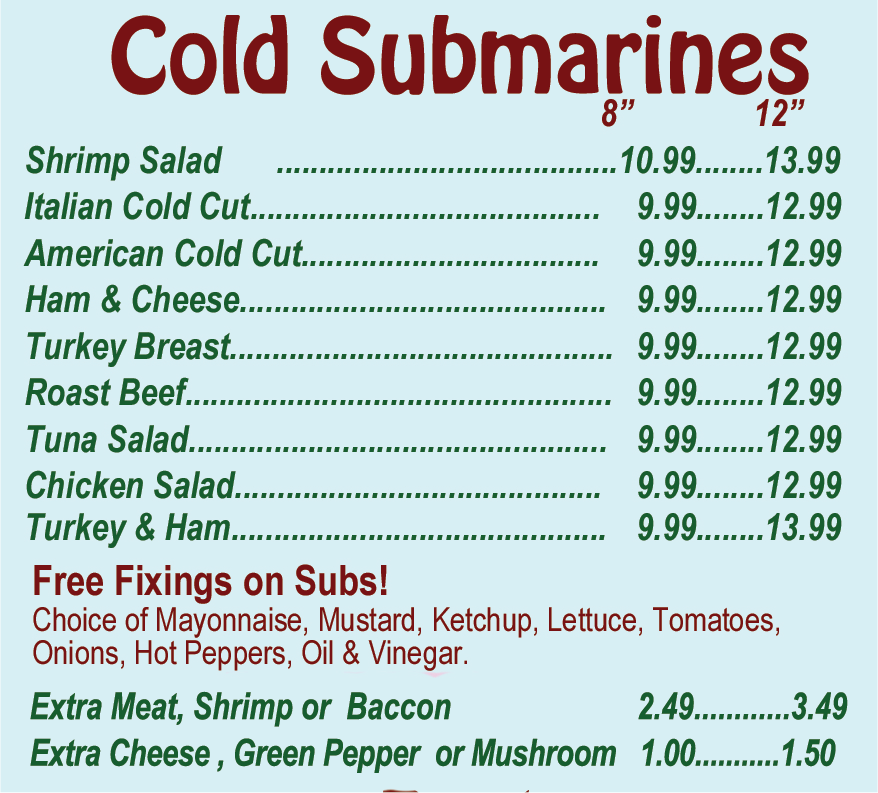 Cold Submarines
8” 12”
Shrimp Salad ........................................10.99........13.99
Italian Cold Cut......................................... 9.99........12.99
American Cold Cut................................... 9.99........12.99
Ham & Cheese........................................... 9.99........12.99
Turkey Breast............................................. 9.99........12.99
Roast Beef.................................................. 9.99........12.99
Tuna Salad................................................. 9.99........12.99
Chicken Salad........................................... 9.99........12.99
Turkey & Ham............................................ 9.99........13.99
Free Fixings on Subs!
Choice of Mayonnaise, Mustard, Ketchup, Lettuce, Tomatoes,
Onions, Hot Peppers, Oil & Vinegar.
Extra Meat, Shrimp or Baccon 2.49............3.49
Extra Cheese , Green Pepper or Mushroom 1.00...........1.50